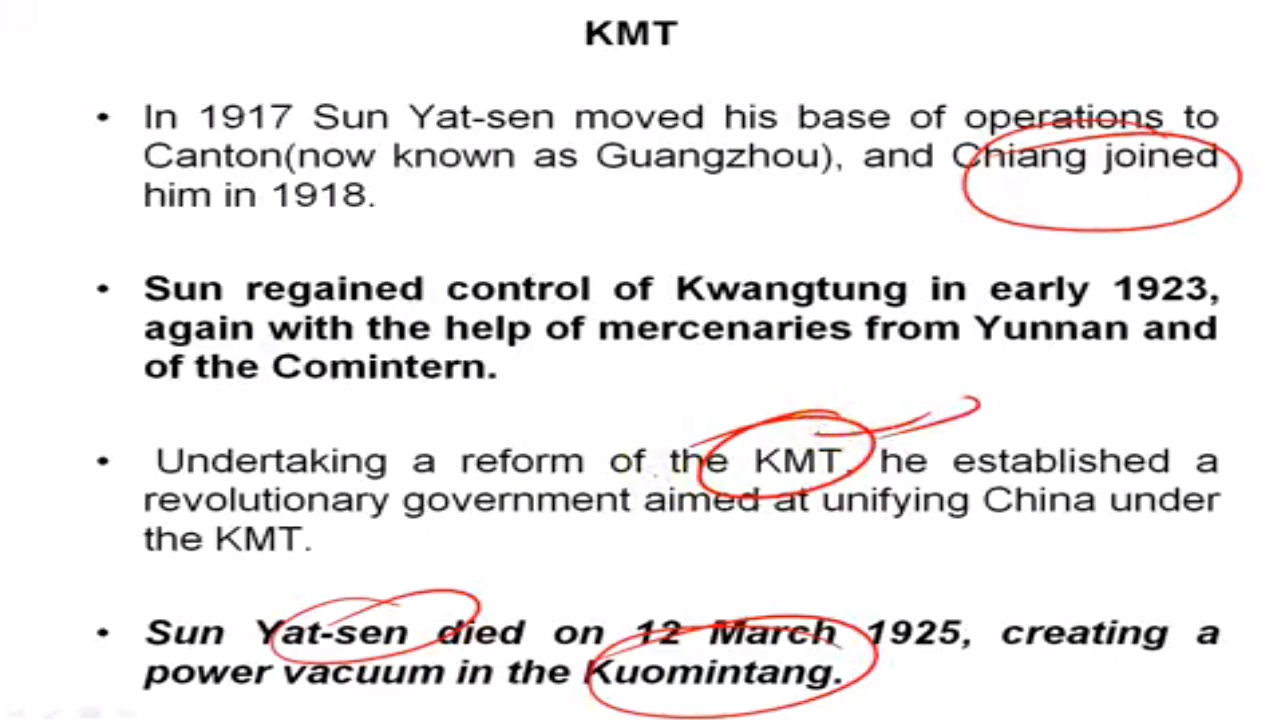 KMT
• In 1917 Sun Yat-sen moved his base of operations to
Canton(now known as Guangzhou), and Chiang joined
him in 1918.
• Sun regained control of Kwangtung in early 1923,
again with the help of mercenaries from Yunnan and
of the Comintern.
• Undertaking a reform of the KMT, he established a
revolutionary government aimed at unifying China under
the KMT.
• Sun Yat-sen died on 12 March 1925, creating a
power vacuum in the Kuomintang.